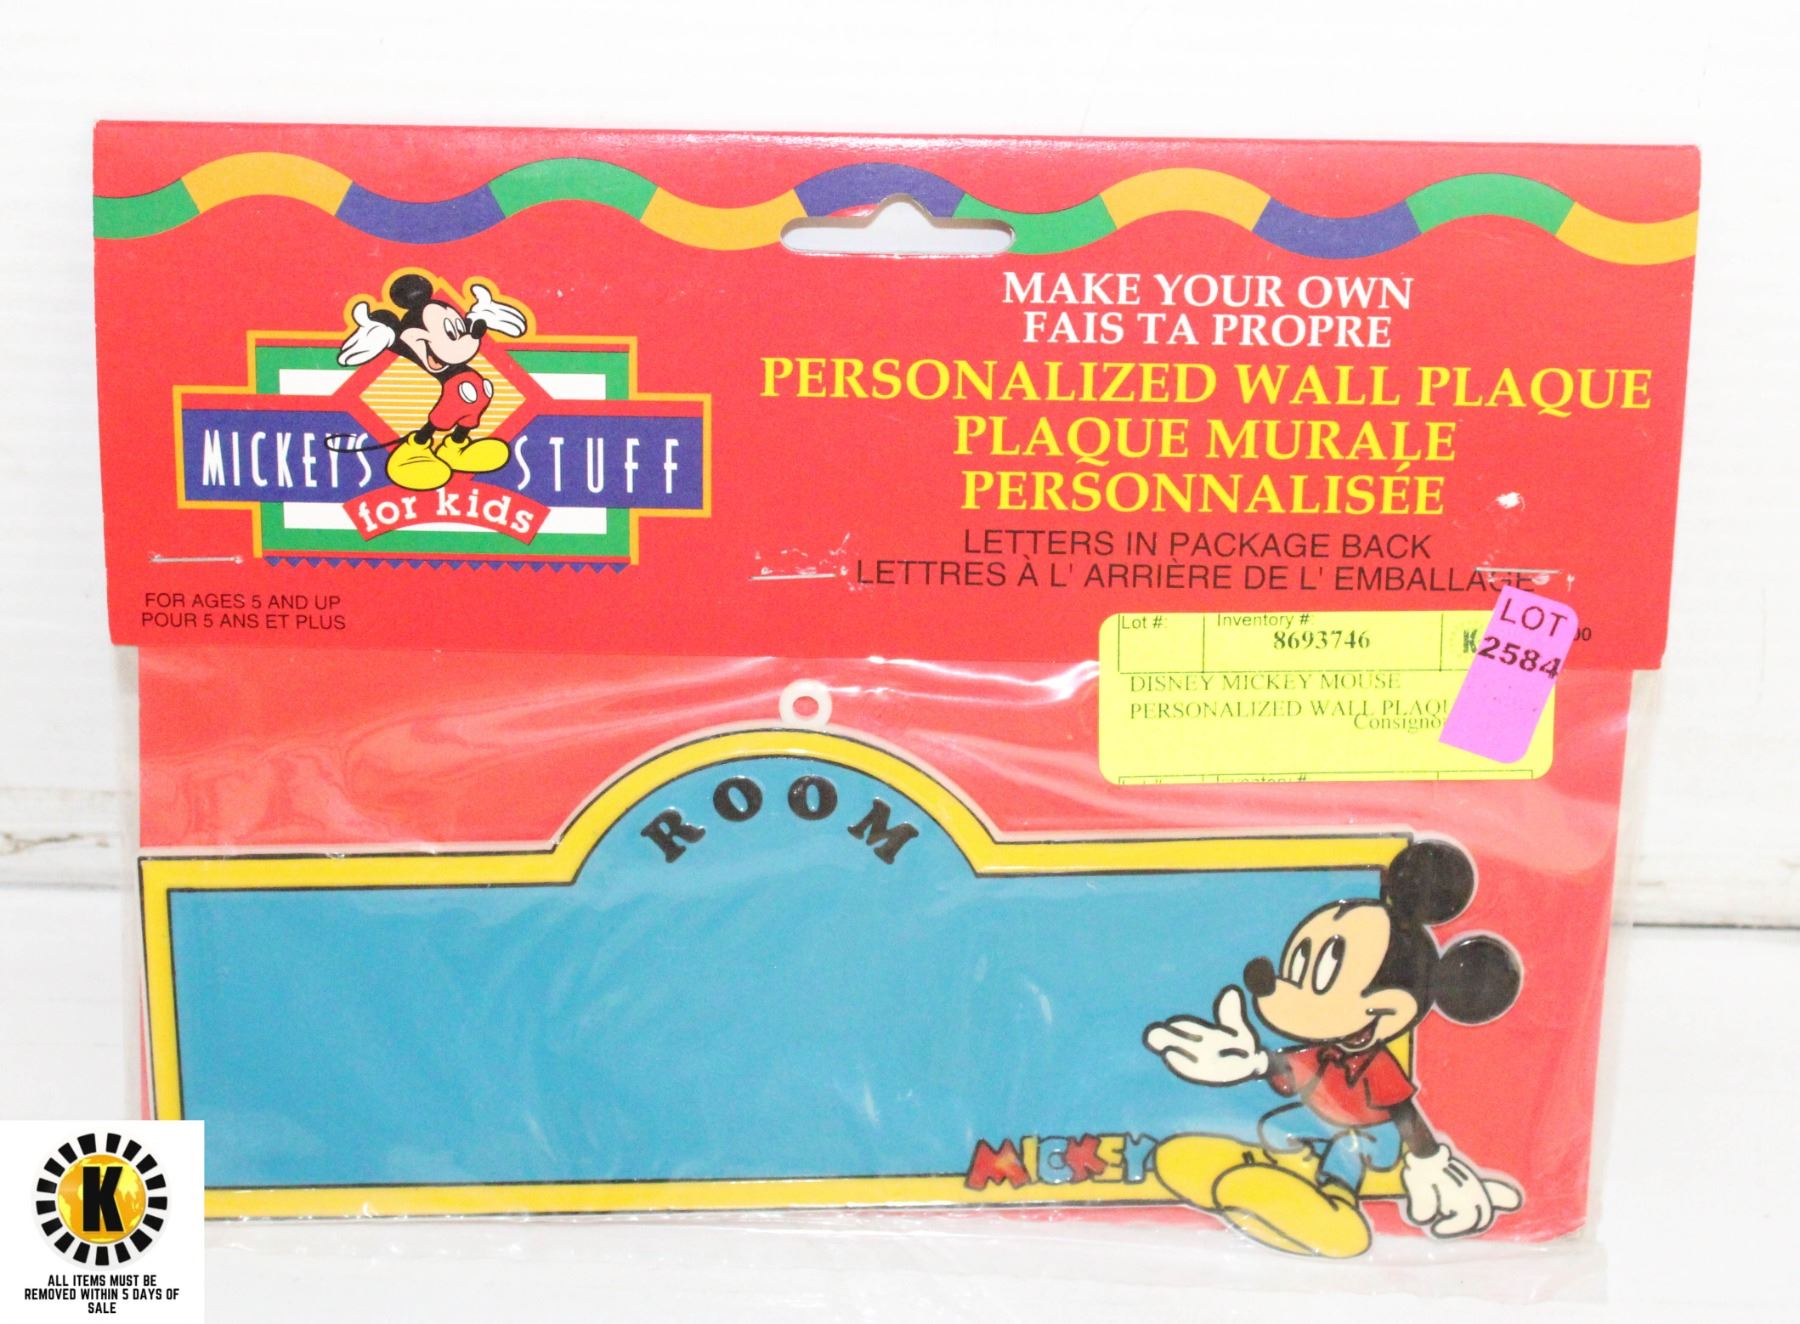 MAKE YOUR OWN
FAIS TA PROPRE
PERSONALIZED WALL PLAQUE
PLAQUE MURALE
PERSONNALISÉE
LETTERS IN PACKAGE BACK
LETTRES À L' ARRIÈRE DE L' EMBALLAGE
MICKEY'S STUFF
for kids
FOR AGES 5 AND UP
POUR 5 ANS ET PLUS
Lot #: Inventory #:
8693746
LOT
2584
DISNEY MICKEY MOUSE
PERSONALIZED WALL
ROOM
MICKEY
K
ALL ITEMS MUST BE
REMOVED WITHIN 5 DAYS OF
SALE